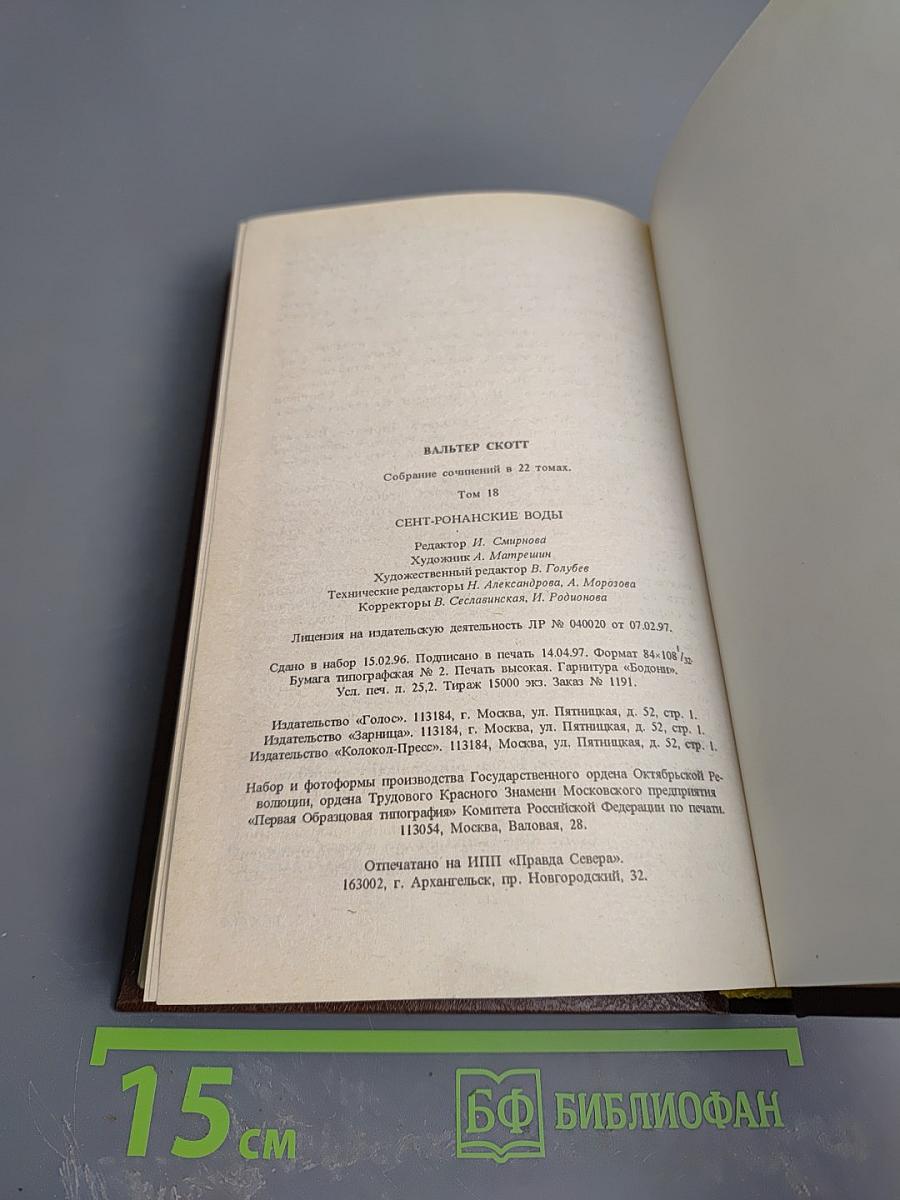 ВАЛЬТЕР СКОТТ
Собрание сочинений в 22 томах.
Том 18
СЕНТ-РОНАНСКИЕ ВОДЫ
Редактор И. Смирнова
Художник А. Матрешин
Художественный редактор В. Голубев
Технические редакторы Н. Александрова, А. Морозова
Корректоры В. Сеславинская, И. Родионова
Лицензия на издательскую деятельность ЛР № 040020 от 07.02.97.
Сдано в набор 15.02.96. Подписано в печать 14.04.97. Формат 84×108 1/32.
Бумага типографская № 2. Печать высокая. Гарнитура «Бодони».
Усл. печ. л. 25,2. Тираж 15000 экз. Заказ № 1191.
Издательство «Голос». 113184, г. Москва, ул. Пятницкая, д. 52, стр. 1.
Издательство «Зарница». 113184, г. Москва, ул. Пятницкая, д. 52, стр. 1.
Издательство «Колокол-Пресс». 113184, Москва, ул. Пятницкая, д. 52, стр. 1.
Набор и фотоформы производства Государственного ордена Октябрьской Ре-
волюции, ордена Трудового Красного Знамени Московского предприятия
«Первая Образцовая типография» Комитета Российской Федерации по печати.
113054, Москва, Валовая, 28.
Отпечатано на ИПП «Правда Севера».
163002, г. Архангельск, пр. Новгородский, 32.
15 см
БФ БИБЛИОФАН